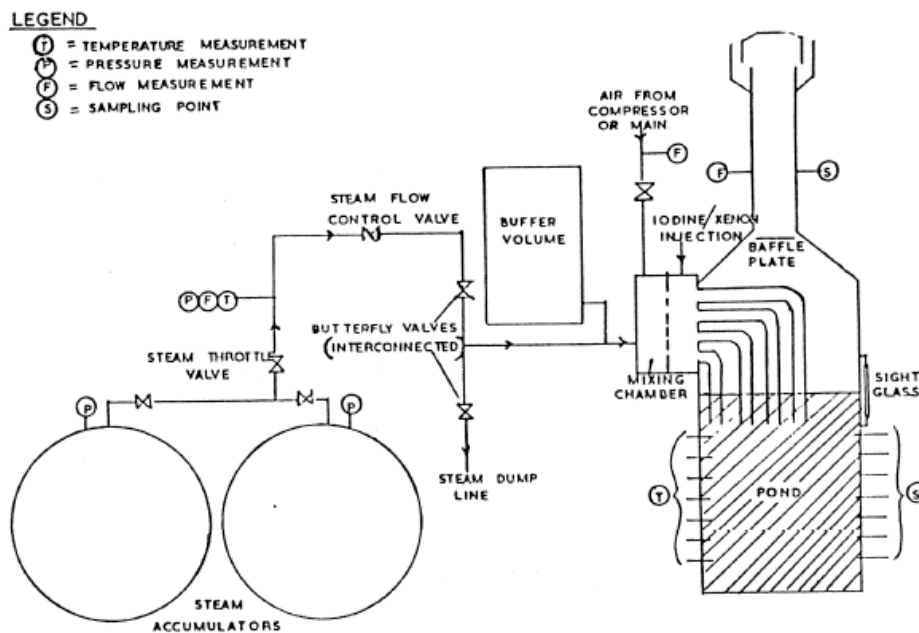 LEGEND
T = TEMPERATURE MEASUREMENT
P = PRESSURE MEASUREMENT
F = FLOW MEASUREMENT
S = SAMPLING POINT
AIR FROM
COMPRESSOR
OR MAIN
F
STEAM FLOW
CONTROL VALVE
BUFFER
VOLUME
F
S
IODINE/XENON
INJECTION
BAFFLE
PLATE
P F T
BUTTERFLY VALVES
(INTERCONNECTED)
STEAM THROTTLE
VALVE
MIXING
CHAMBER
SIGHT
GLASS
P
P
STEAM DUMP
LINE
T
POND
S
STEAM
ACCUMULATORS